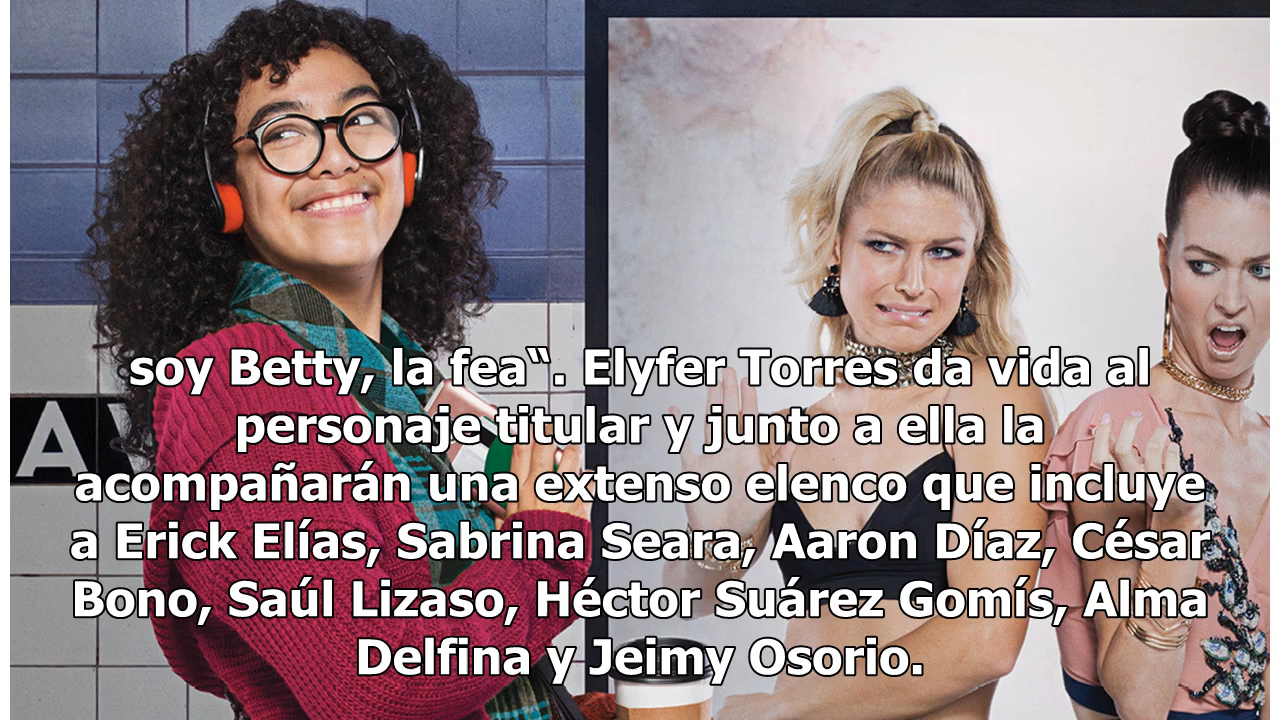 soy Betty, la fea“. Elyfer Torres da vida al
personaje titular y junto a ella la
acompañarán una extenso elenco que incluye
a Erick Elías, Sabrina Seara, Aaron Díaz, César
Bono, Saúl Lizaso, Héctor Suárez Gomís, Alma
Delfina y Jeimy Osorio.